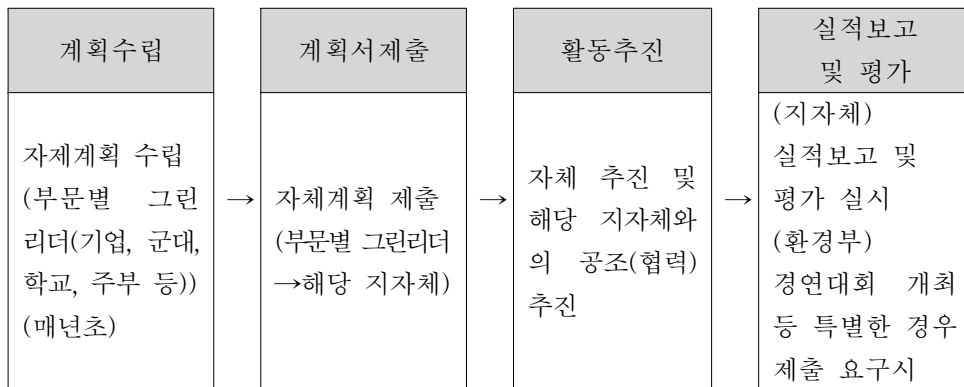 계획수립
자제계획 수립
(부문별 그린
리더(기업, 군대,
학교, 주부 등))
(매년초)
→
계획서제출
자체계획 제출
(부문별 그린리더
→해당 지자체)
→
활동추진
자체 추진 및
해당 지자체와
의 공조(협력)
추진
→
실적보고
및 평가
(지자체)
실적보고 및
평가 실시
(환경부)
경연대회 개최
등 특별한 경우
제출 요구시